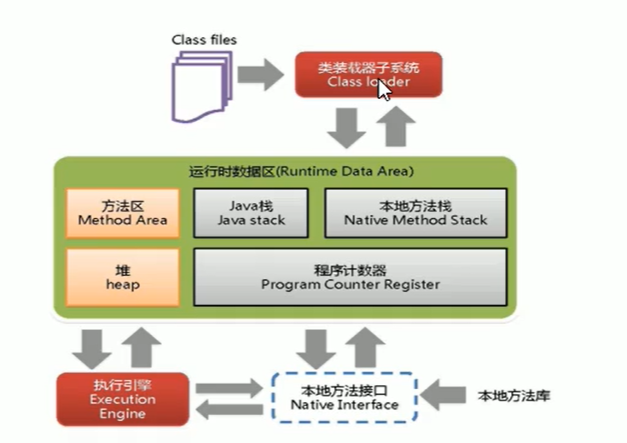 Class files
类装载器子系统
Class loader
运行时数据区(Runtime Data Area)
方法区
Method Area
Java栈
Java stack
本地方法栈
Native Method Stack
堆
heap
程序计数器
Program Counter Register
执行引擎
Execution
Engine
本地方法接口
Native Interface
本地方法库